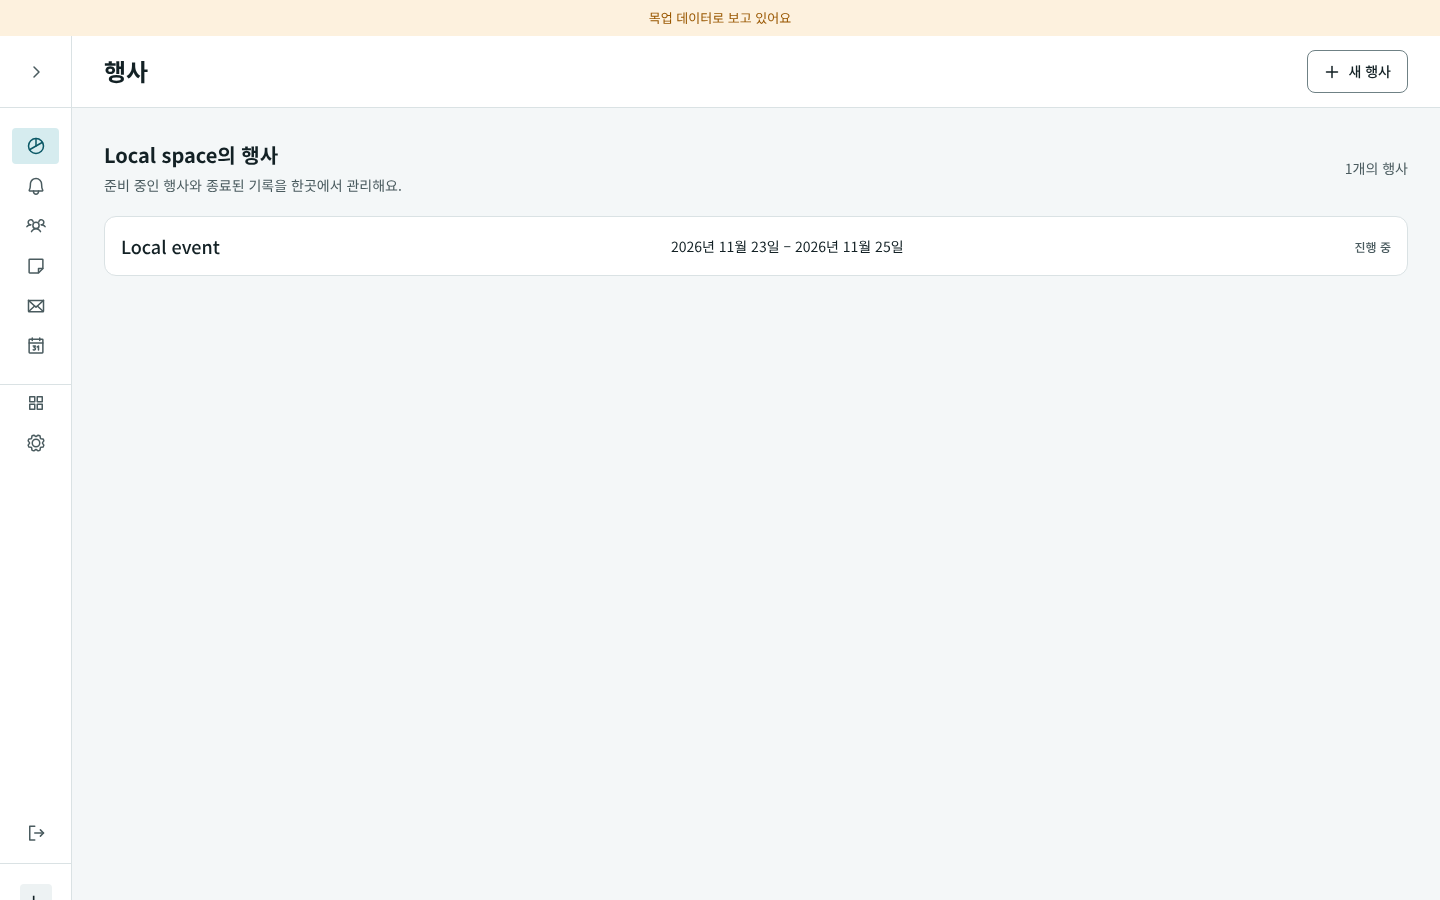 목업 데이터로 보고 있어요
행사
새 행사
Local space의 행사
준비 중인 행사와 종료된 기록을 한곳에서 관리해요.
1개의 행사
Local event
2026년 11월 23일 – 2026년 11월 25일
진행 중
31